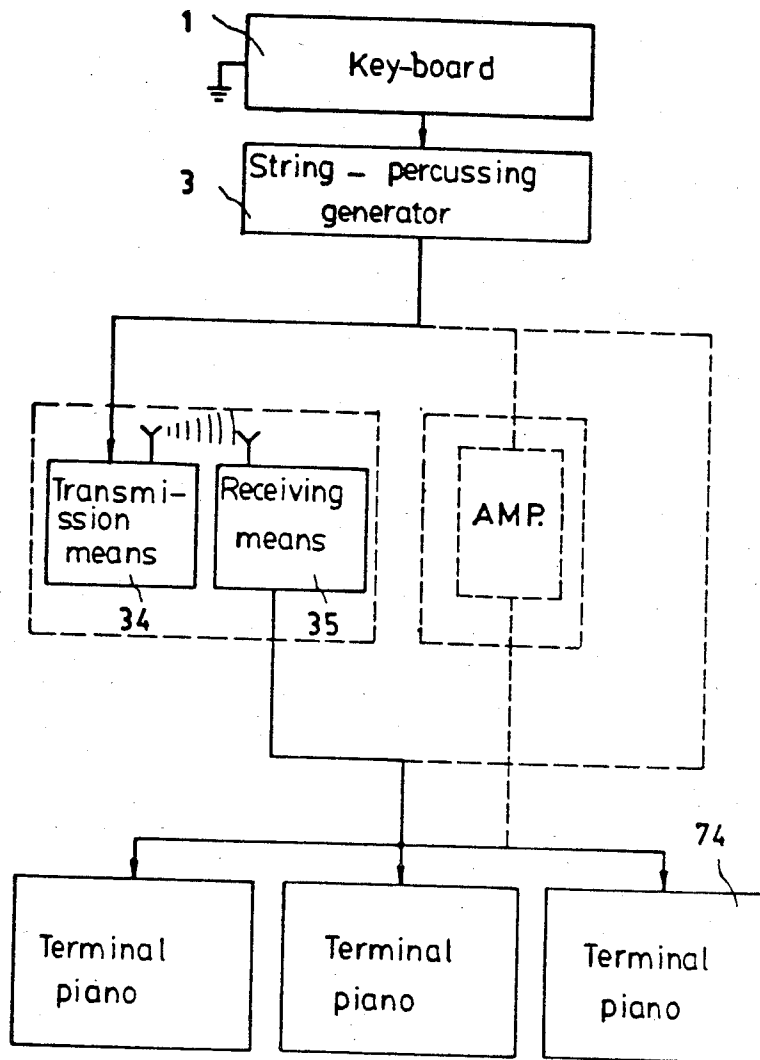 1
Key-board
3
String - percussing
generator
Transmi-
ssion
means
34
Receiving
means
35
AMP.
74
Terminal
piano
Terminal
piano
Terminal
piano